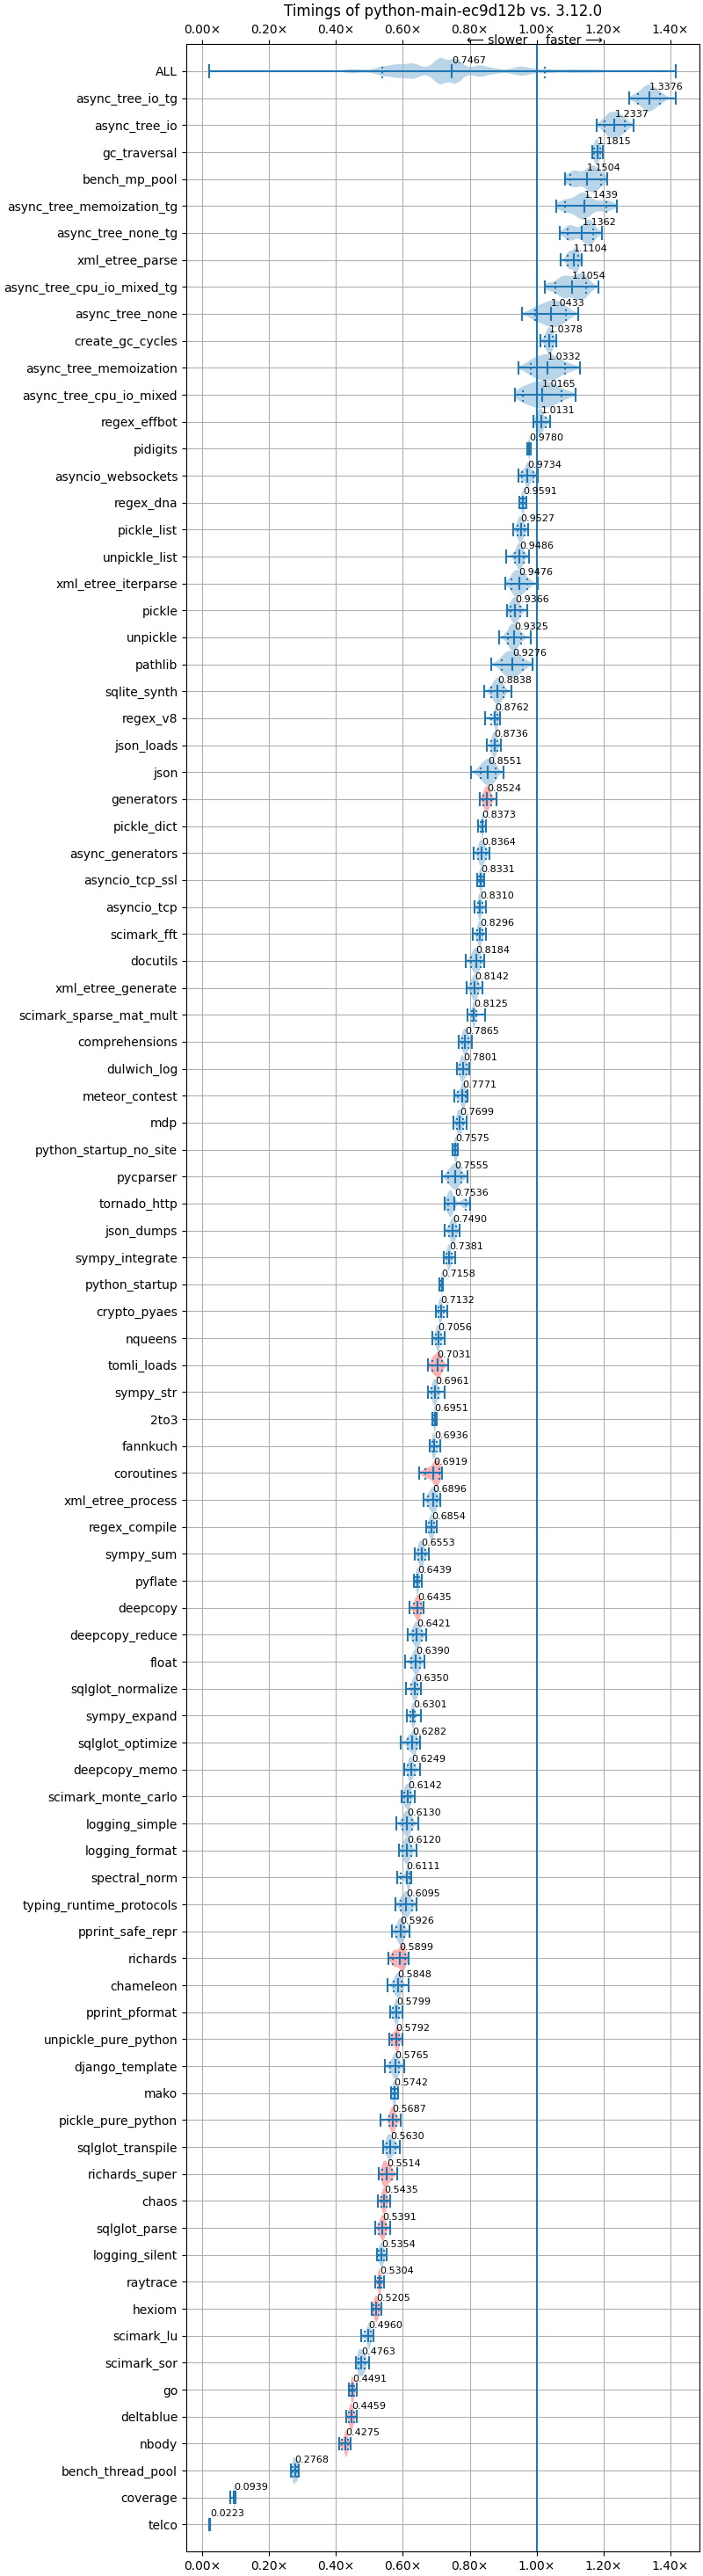 Timings of python-main-ec9d12b vs. 3.12.0
0.00× 0.20× 0.40× 0.60× 0.80× 1.00× 1.20× 1.40×
⟵ slower faster ⟶
ALL 0.7467
async_tree_io_tg 1.3376
async_tree_io 1.2337
gc_traversal 1.1815
bench_mp_pool 1.1504
async_tree_memoization_tg 1.1439
async_tree_none_tg 1.1362
xml_etree_parse 1.1104
async_tree_cpu_io_mixed_tg 1.1054
async_tree_none 1.0433
create_gc_cycles 1.0378
async_tree_memoization 1.0332
async_tree_cpu_io_mixed 1.0165
regex_effbot 1.0131
pidigits 0.9780
asyncio_websockets 0.9734
regex_dna 0.9591
pickle_list 0.9527
unpickle_list 0.9486
xml_etree_iterparse 0.9476
pickle 0.9366
unpickle 0.9325
pathlib 0.9276
sqlite_synth 0.8838
regex_v8 0.8762
json_loads 0.8736
json 0.8551
generators 0.8524
pickle_dict 0.8373
async_generators 0.8364
asyncio_tcp_ssl 0.8331
asyncio_tcp 0.8310
scimark_fft 0.8296
docutils 0.8184
xml_etree_generate 0.8142
scimark_sparse_mat_mult 0.8125
comprehensions 0.7865
dulwich_log 0.7801
meteor_contest 0.7771
mdp 0.7699
python_startup_no_site 0.7575
pycparser 0.7555
tornado_http 0.7536
json_dumps 0.7490
sympy_integrate 0.7381
python_startup 0.7158
crypto_pyaes 0.7132
nqueens 0.7056
tomli_loads 0.7031
sympy_str 0.6961
2to3 0.6951
fannkuch 0.6936
coroutines 0.6919
xml_etree_process 0.6896
regex_compile 0.6854
sympy_sum 0.6553
pyflate 0.6439
deepcopy 0.6435
deepcopy_reduce 0.6421
float 0.6390
sqlglot_normalize 0.6350
sympy_expand 0.6301
sqlglot_optimize 0.6282
deepcopy_memo 0.6249
scimark_monte_carlo 0.6142
logging_simple 0.6130
logging_format 0.6120
spectral_norm 0.6111
typing_runtime_protocols 0.6095
pprint_safe_repr 0.5926
richards 0.5899
chameleon 0.5848
pprint_pformat 0.5799
unpickle_pure_python 0.5792
django_template 0.5765
mako 0.5742
pickle_pure_python 0.5687
sqlglot_transpile 0.5630
richards_super 0.5514
chaos 0.5435
sqlglot_parse 0.5391
logging_silent 0.5354
raytrace 0.5304
hexiom 0.5205
scimark_lu 0.4960
scimark_sor 0.4763
go 0.4491
deltablue 0.4459
nbody 0.4275
bench_thread_pool 0.2768
coverage 0.0939
telco 0.0223
0.00× 0.20× 0.40× 0.60× 0.80× 1.00× 1.20× 1.40×